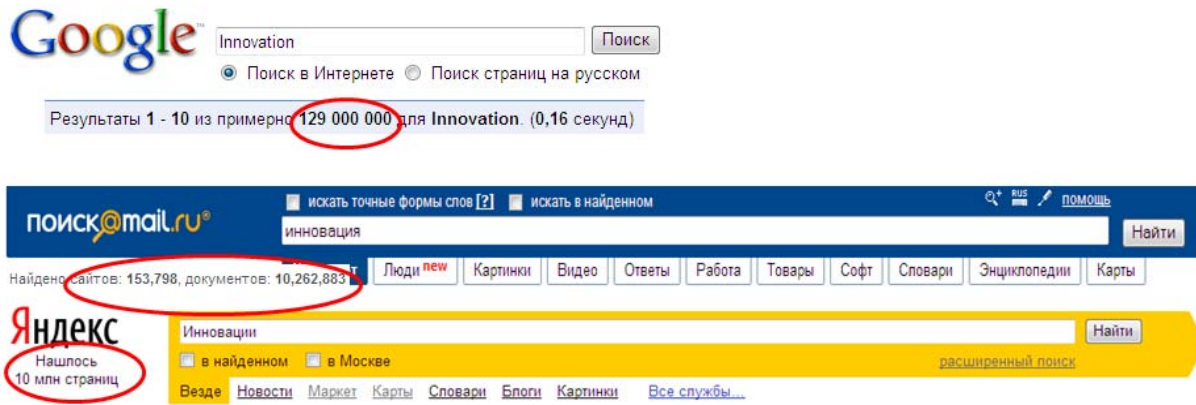 Google™ Innovation Поиск
Поиск в Интернете Поиск страниц на русском
Результаты 1 - 10 из примерно 129 000 000 для Innovation. (0,16 секунд)
искать точные формы слов [?] искать в найденном RUS помощь
поиск@mail.ru® инновация Найти
Найдено сайтов: 153,798, документов: 10,262,883 Люди new Картинки Видео Ответы Работа Товары Софт Словари Энциклопедии Карты
Яндекс Инновации Найти
Нашлось
10 млн страниц
в найденном в Москве расширенный поиск
Везде Новости Маркет Карты Словари Блоги Картинки Все службы...